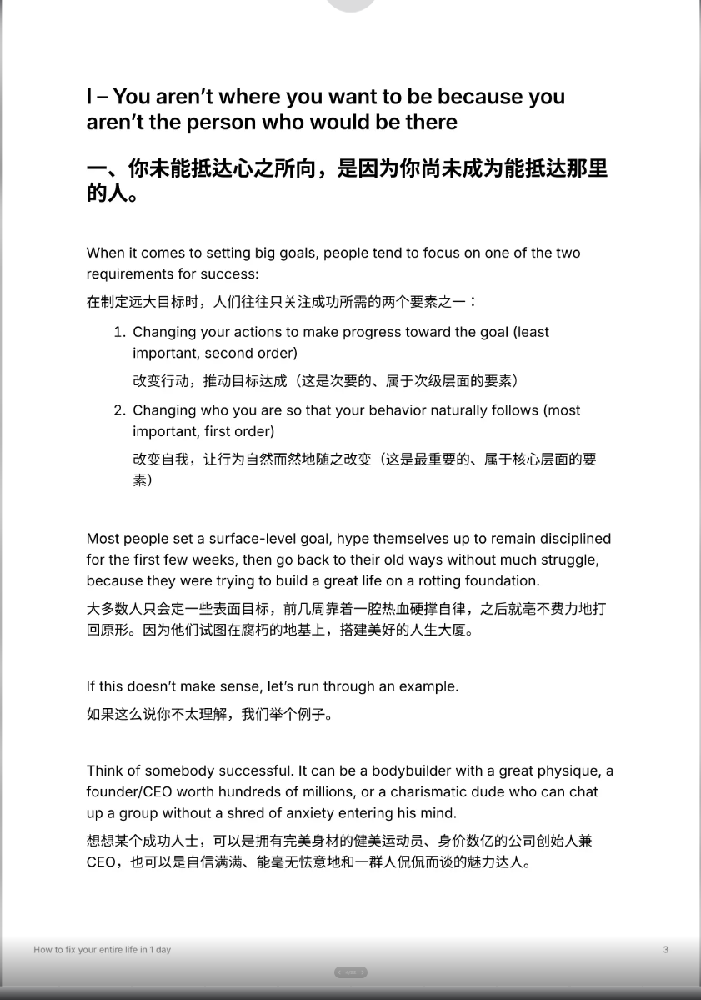 I – You aren’t where you want to be because you
aren’t the person who would be there
一、你未能抵达心之所向，是因为你尚未成为能抵达那里
的人。
When it comes to setting big goals, people tend to focus on one of the two
requirements for success:
在制定远大目标时，人们往往只关注成功所需的两个要素之一：
1. Changing your actions to make progress toward the goal (least
important, second order)
改变行动，推动目标达成（这是次要的、属于次级层面的要素）
2. Changing who you are so that your behavior naturally follows (most
important, first order)
改变自我，让行为自然而然地随之改变（这是最重要的、属于核心层面的要
素）
Most people set a surface-level goal, hype themselves up to remain disciplined
for the first few weeks, then go back to their old ways without much struggle,
because they were trying to build a great life on a rotting foundation.
大多数人只会定一些表面目标，前几周靠着一腔热血硬撑自律，之后就毫不费力地打
回原形。因为他们试图在腐朽的地基上，搭建美好的人生大厦。
If this doesn’t make sense, let’s run through an example.
如果这么说你不太理解，我们举个例子。
Think of somebody successful. It can be a bodybuilder with a great physique, a
founder/CEO worth hundreds of millions, or a charismatic dude who can chat
up a group without a shred of anxiety entering his mind.
想想某个成功人士，可以是拥有完美身材的健美运动员、身价数亿的公司创始人兼
CEO，也可以是自信满满、能毫无怯意地和一群人侃侃而谈的魅力达人。
How to fix your entire life in 1 day
3